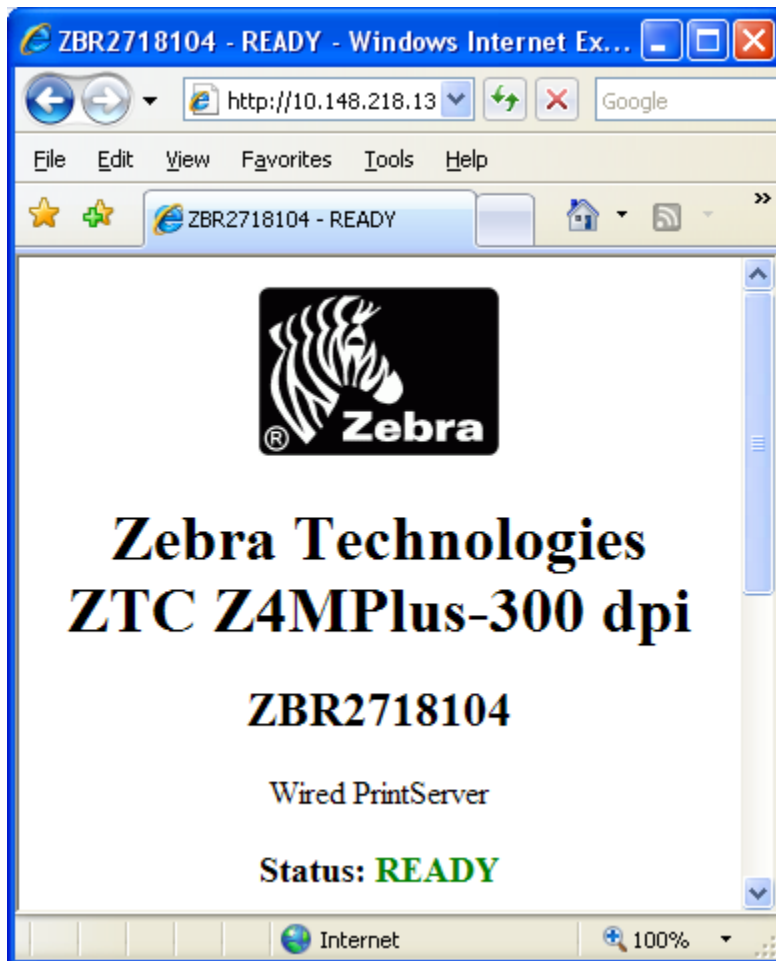 ZBR2718104 - READY - Windows Internet Ex...
http://10.148.218.13
Google
File Edit View Favorites Tools Help
ZBR2718104 - READY
»
® Zebra
Zebra Technologies
ZTC Z4MPlus-300 dpi
ZBR2718104
Wired PrintServer
Status: READY
Internet
100%